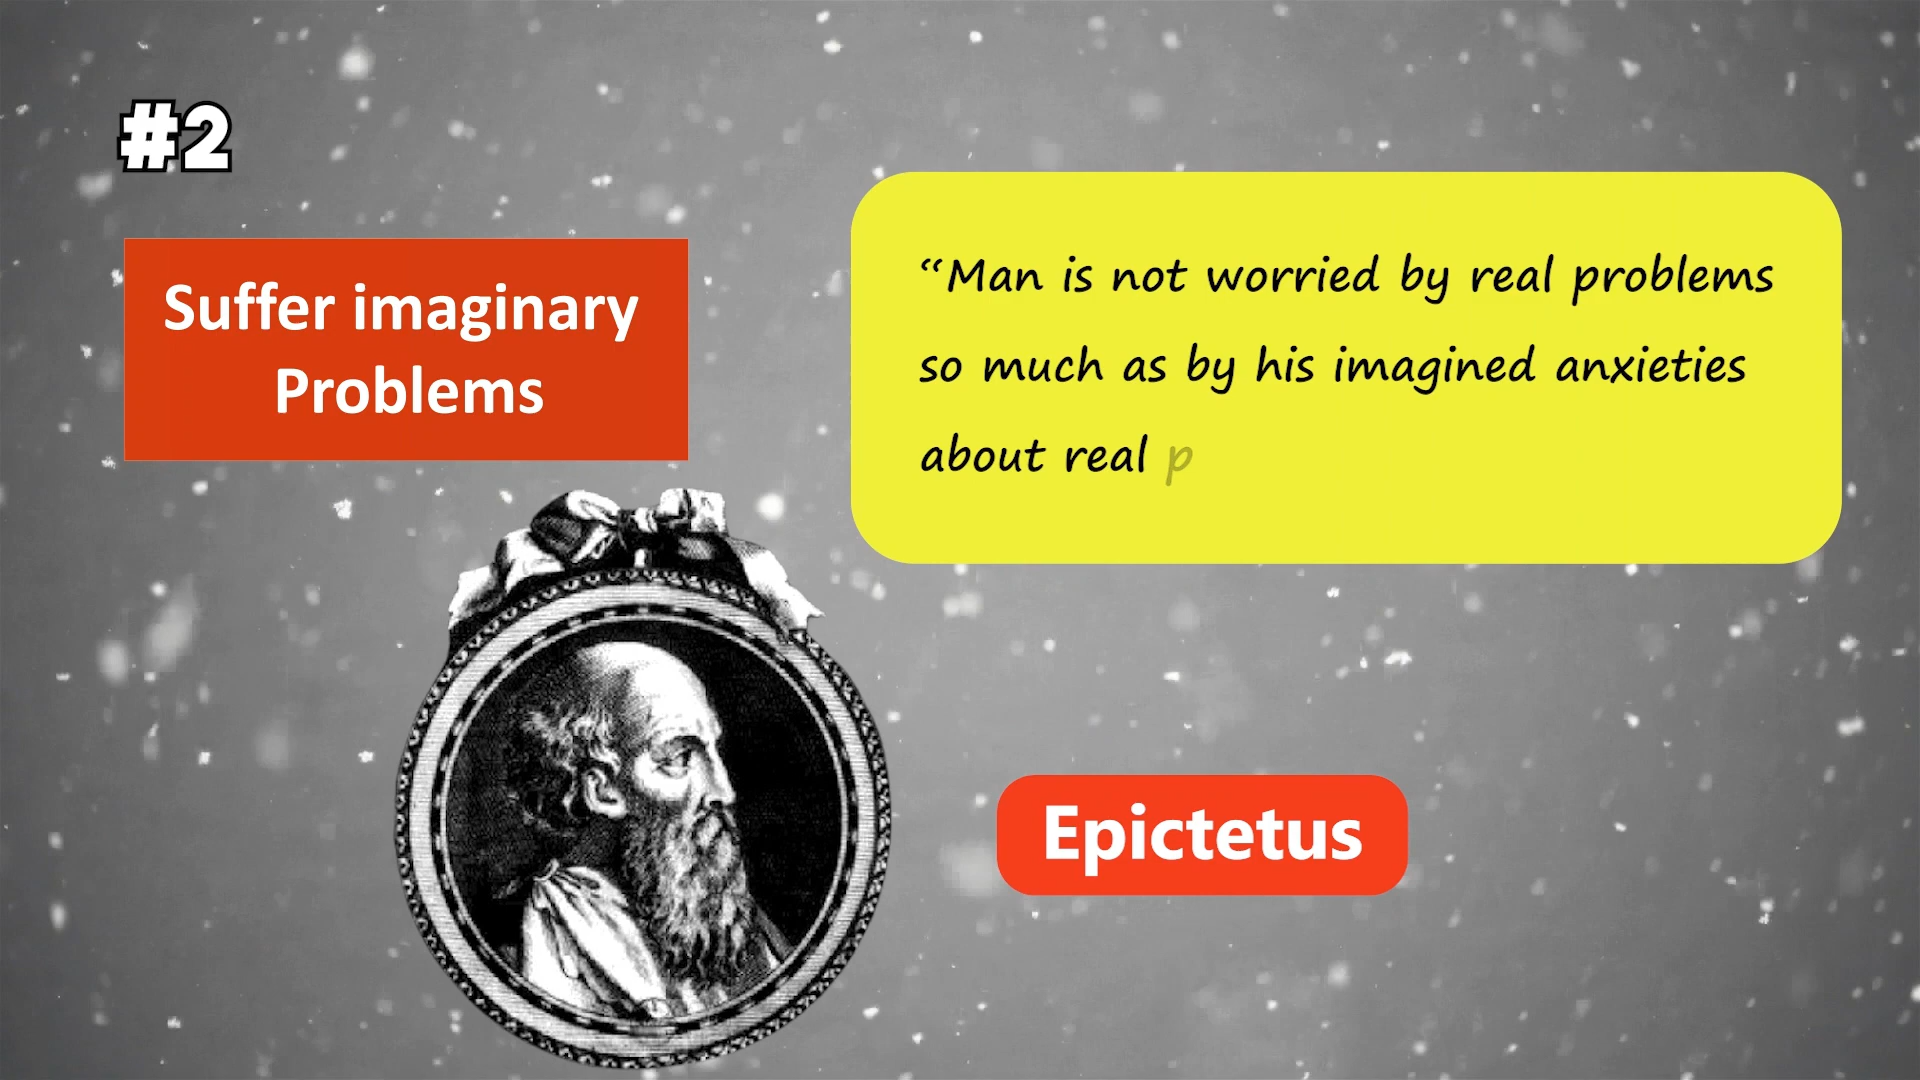 #2
Suffer imaginary
Problems
“Man is not worried by real problems
so much as by his imagined anxieties
about real p
Epictetus